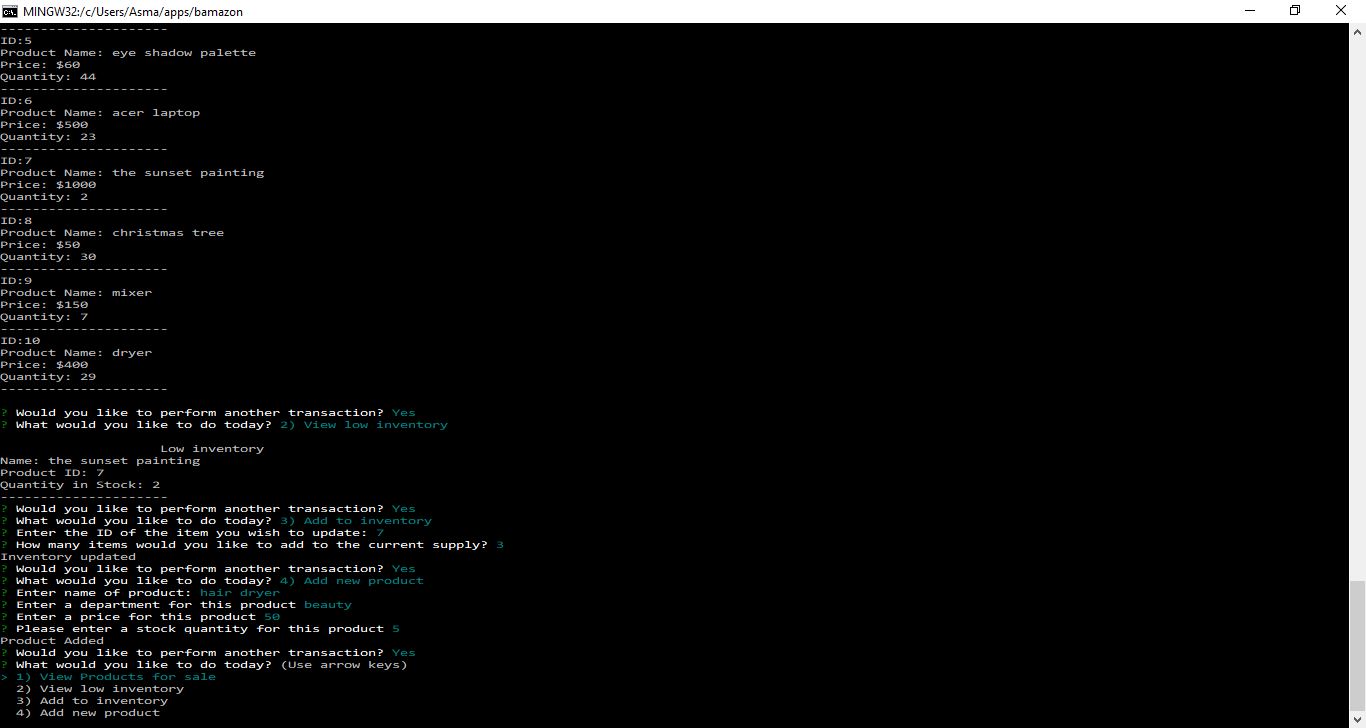 MINGW32:/c/Users/Asma/apps/bamazon
---------------------
ID:5
Product Name: eye shadow palette
Price: $60
Quantity: 44
---------------------
ID:6
Product Name: acer laptop
Price: $500
Quantity: 23
---------------------
ID:7
Product Name: the sunset painting
Price: $1000
Quantity: 2
---------------------
ID:8
Product Name: christmas tree
Price: $50
Quantity: 30
---------------------
ID:9
Product Name: mixer
Price: $150
Quantity: 7
---------------------
ID:10
Product Name: dryer
Price: $400
Quantity: 29
---------------------
? Would you like to perform another transaction? Yes
? What would you like to do today? 2) View low inventory
Low inventory
Name: the sunset painting
Product ID: 7
Quantity in Stock: 2
---------------------
? Would you like to perform another transaction? Yes
? What would you like to do today? 3) Add to inventory
? Enter the ID of the item you wish to update: 7
? How many items would you like to add to the current supply? 3
Inventory updated
? Would you like to perform another transaction? Yes
? What would you like to do today? 4) Add new product
? Enter name of product: hair dryer
? Enter a department for this product beauty
? Enter a price for this product 50
? Please enter a stock quantity for this product 5
Product Added
? Would you like to perform another transaction? Yes
? What would you like to do today? (Use arrow keys)
> 1) View Products for sale
2) View low inventory
3) Add to inventory
4) Add new product